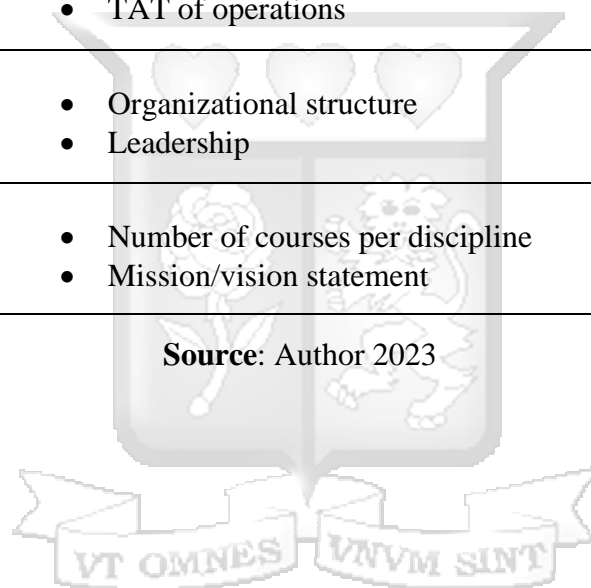 • TAT of operations
• Organizational structure
• Leadership
• Number of courses per discipline
• Mission/vision statement
Source: Author 2023
VT OMNES VNVM SINT